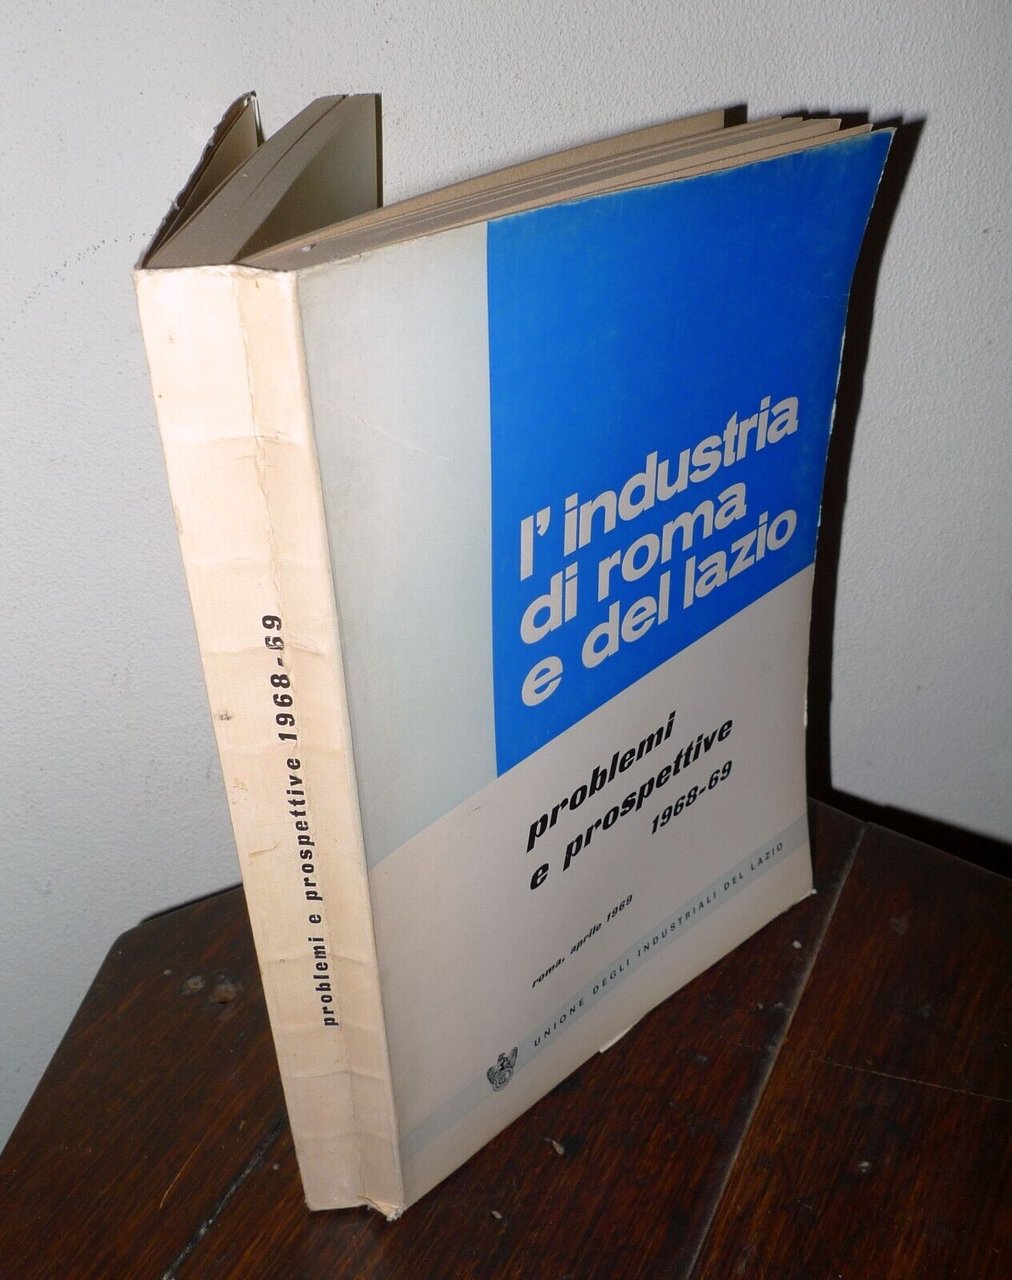 problemi e prospettive 1968-69
l'industria
di roma
e del lazio
problemi
e prospettive
1968-69
roma, aprile 1969
UNIONE DEGLI INDUSTRIALI DEL LAZIO